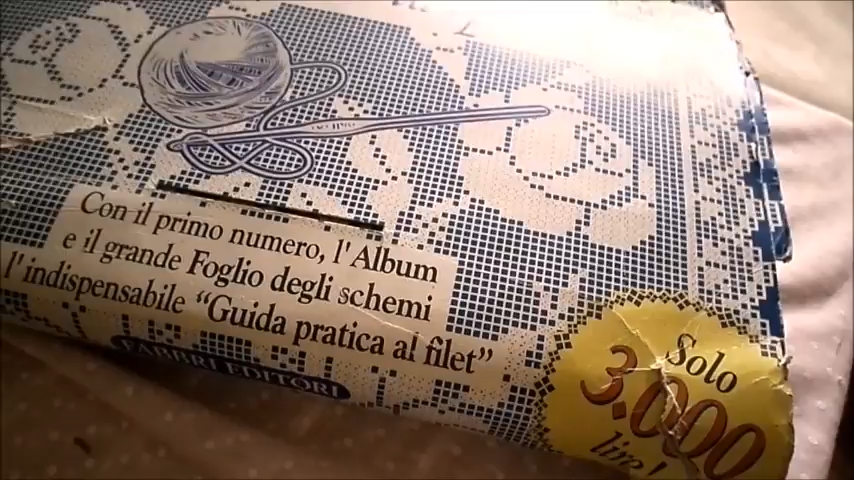 Con il primo numero, l'Album
e il grande Foglio degli schemi
l'indispensabile "Guida pratica al filet"
FABBRI EDITORI
Solo
3.000
lire!